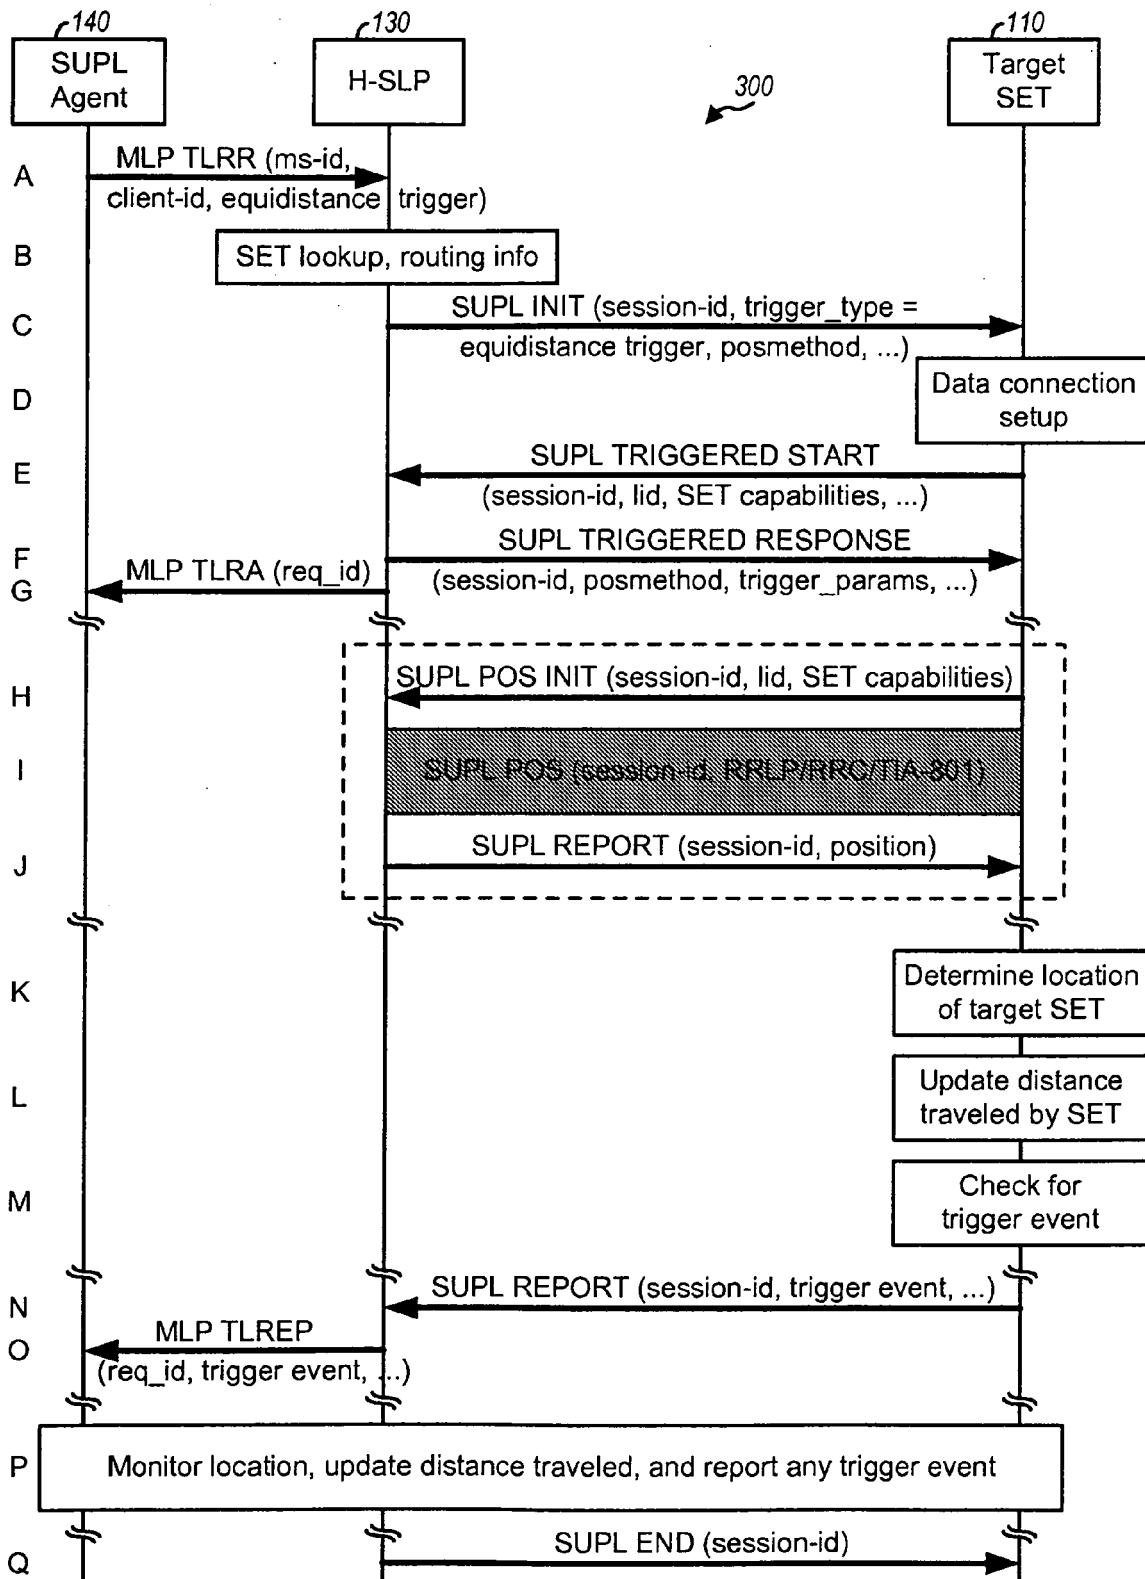 140
130
110
SUPL
Agent
H-SLP
Target
SET
300
A
MLP TLRR (ms-id,
client-id, equidistance trigger)
B
SET lookup, routing info
C
SUPL INIT (session-id, trigger_type =
equidistance trigger, posmethod, ...)
D
Data connection
setup
E
SUPL TRIGGERED START
(session-id, lid, SET capabilities, ...)
F
SUPL TRIGGERED RESPONSE
(session-id, posmethod, trigger_params, ...)
G
MLP TLRA (req_id)
H
SUPL POS INIT (session-id, lid, SET capabilities)
I
SUPL POS (session-id, RRLP/RRC/TIA-801)
J
SUPL REPORT (session-id, position)
K
Determine location
of target SET
L
Update distance
traveled by SET
M
Check for
trigger event
N
SUPL REPORT (session-id, trigger event, ...)
O
MLP TLREP
(req_id, trigger event, ...)
P
Monitor location, update distance traveled, and report any trigger event
Q
SUPL END (session-id)